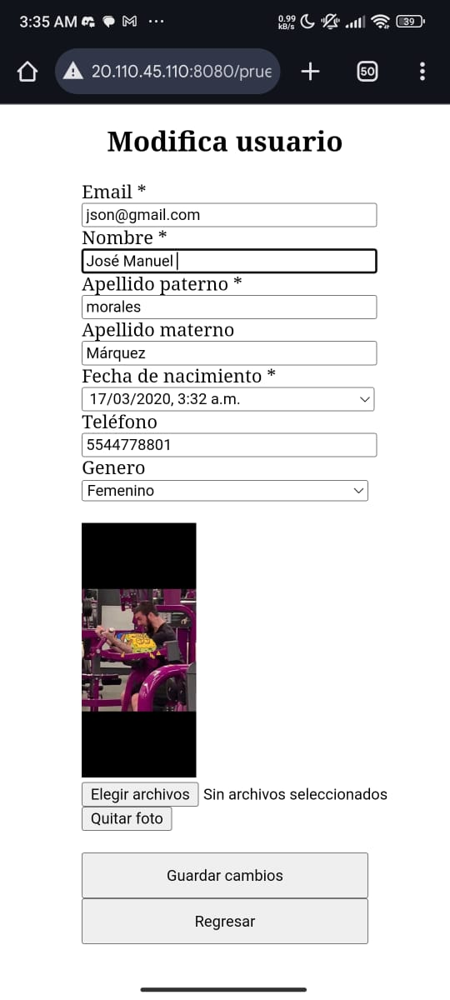 3:35 AM
0.99
kB/s
39
20.110.45.110:8080/prue
50
Modifica usuario
Email *
json@gmail.com
Nombre *
José Manuel
Apellido paterno *
morales
Apellido materno
Márquez
Fecha de nacimiento *
17/03/2020, 3:32 a.m.
Teléfono
5544778801
Genero
Femenino
Elegir archivos Sin archivos seleccionados
Quitar foto
Guardar cambios
Regresar